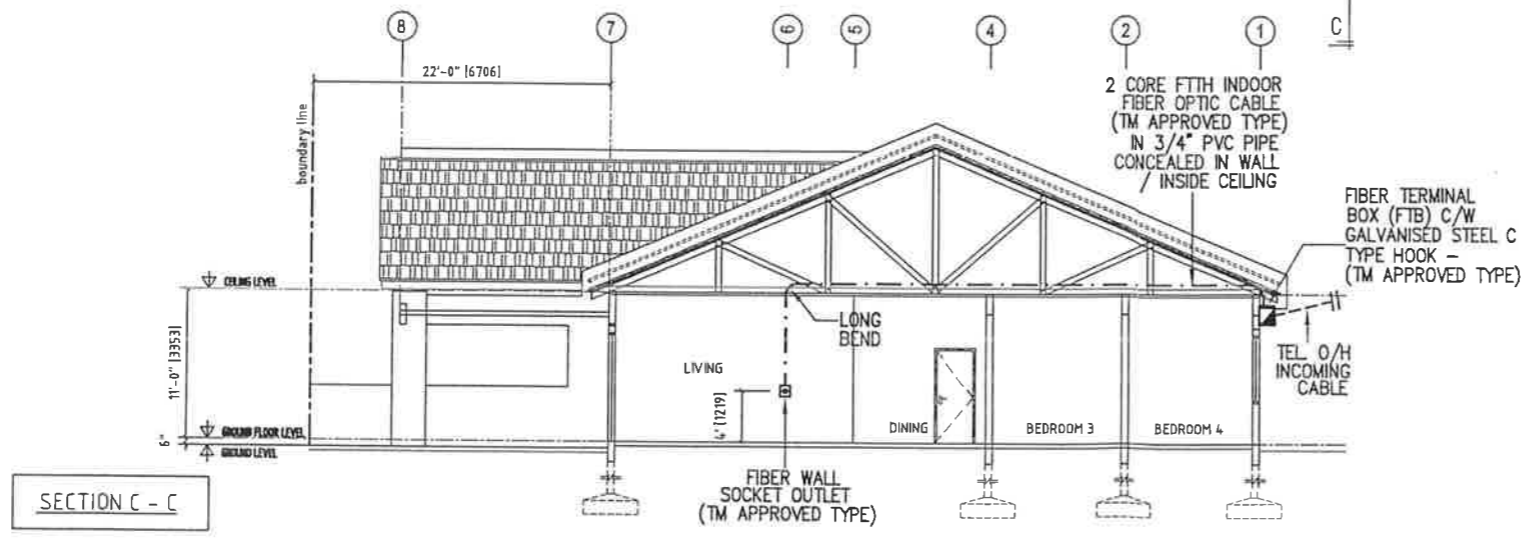 8
7
6
5
4
2
1
C
22'-0" [6706]
boundary line
2 CORE FTTH INDOOR
FIBER OPTIC CABLE
(TM APPROVED TYPE)
IN 3/4" PVC PIPE
CONCEALED IN WALL
/ INSIDE CEILING
FIBER TERMINAL
BOX (FTB) C/W
GALVANISED STEEL C
TYPE HOOK -
(TM APPROVED TYPE)
CEILING LEVEL
11'-0" [3353]
LONG
BEND
TEL O/H
INCOMING
CABLE
LIVING
4' [1219]
DINING
BEDROOM 3
BEDROOM 4
6"
GROUND FLOOR LEVEL
GROUND LEVEL
FIBER WALL
SOCKET OUTLET
(TM APPROVED TYPE)
SECTION C - C